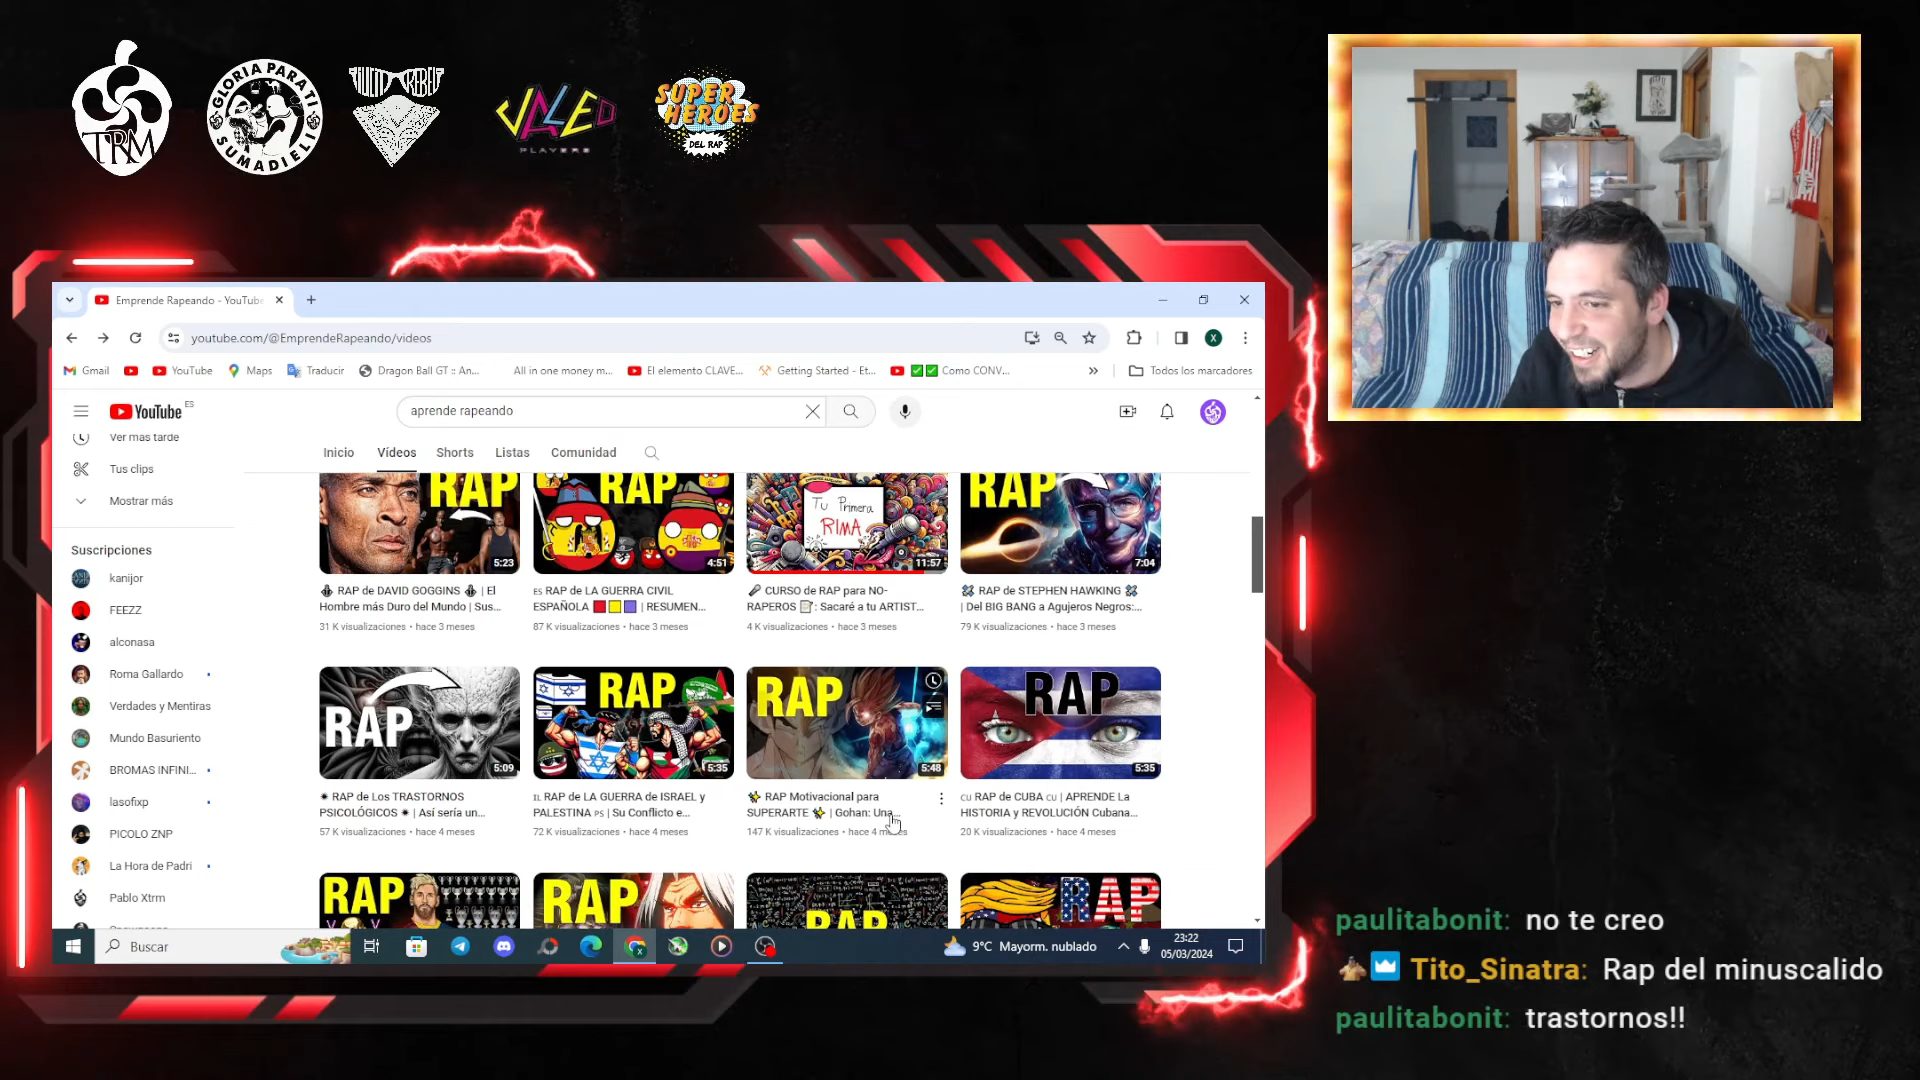 TRM
GLORIA PARATI
SUMADIELI
VALEO
PLAYERS
SUPER
HEROES
DEL RAP
Emprende Rapeando - YouTube
youtube.com/@EmprendeRapeando/videos
X
Gmail
YouTube
Maps
Traducir
Dragon Ball GT :: An...
All in one money m...
El elemento CLAVE...
Getting Started - Et...
Como CONV...
»
Todos los marcadores
YouTube ES
aprende rapeando
Ver más tarde
Tus clips
Mostrar más
Suscripciones
kanijor
FEEZZ
alconasa
Roma Gallardo
Verdades y Mentiras
Mundo Basuriento
BROMAS INFINI...
lasofixp
PICOLO ZNP
La Hora de Padri
Pablo Xtrm
Inicio
Vídeos
Shorts
Listas
Comunidad
RAP
5:23
RAP
4:51
Tu Primera
RIMA
11:57
RAP
7:04
RAP de DAVID GOGGINS | El
Hombre más Duro del Mundo | Sus...
31 K visualizaciones • hace 3 meses
ES RAP de LA GUERRA CIVIL
ESPAÑOLA | RESUMEN...
87 K visualizaciones • hace 3 meses
CURSO de RAP para NO-
RAPEROS : Sacaré a tu ARTIST...
4 K visualizaciones • hace 3 meses
RAP de STEPHEN HAWKING
| Del BIG BANG a Agujeros Negros:...
79 K visualizaciones • hace 3 meses
RAP
5:09
RAP
5:35
RAP
5:48
RAP
5:35
RAP de Los TRASTORNOS
PSICOLÓGICOS | Así sería un...
57 K visualizaciones • hace 4 meses
IL RAP de LA GUERRA de ISRAEL y
PALESTINA PS | Su Conflicto e...
72 K visualizaciones • hace 4 meses
RAP Motivacional para
SUPERARTE | Gohan: Una...
147 K visualizaciones • hace 4 meses
CU RAP de CUBA CU | APRENDE La
HISTORIA y REVOLUCIÓN Cubana...
20 K visualizaciones • hace 4 meses
RAP
RAP
RAP
RAP
Buscar
9°C Mayorm. nublado
23:22
05/03/2024
paulitabonit: no te creo
Tito_Sinatra: Rap del minuscalido
paulitabonit: trastornos!!